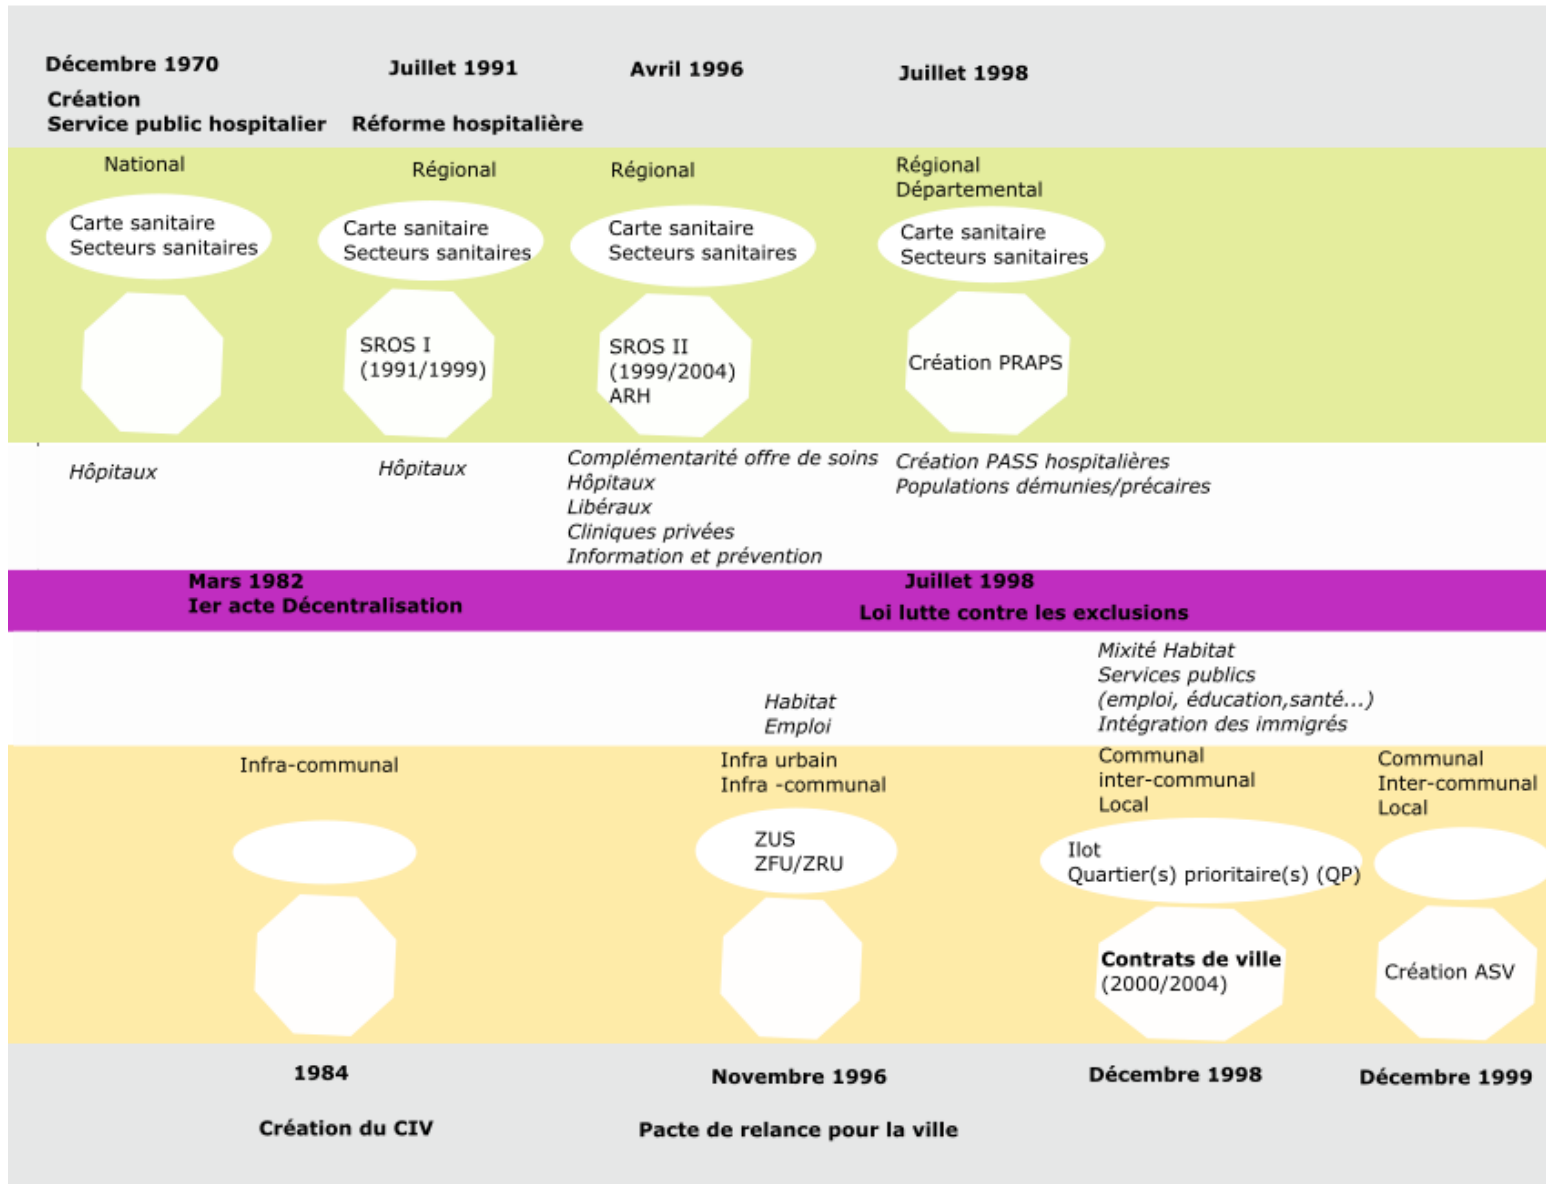 Décembre 1970
Création
Service public hospitalier
Juillet 1991
Réforme hospitalière
Avril 1996
Juillet 1998
National
Carte sanitaire
Secteurs sanitaires
Régional
Carte sanitaire
Secteurs sanitaires
SROS I
(1991/1999)
Régional
Carte sanitaire
Secteurs sanitaires
SROS II
(1999/2004)
ARH
Régional
Départemental
Carte sanitaire
Secteurs sanitaires
Création PRAPS
Hôpitaux
Hôpitaux
Complémentarité offre de soins
Hôpitaux
Libéraux
Cliniques privées
Information et prévention
Création PASS hospitalières
Populations démunies/précaires
Mars 1982
Ier acte Décentralisation
Juillet 1998
Loi lutte contre les exclusions
Habitat
Emploi
Mixité Habitat
Services publics
(emploi, éducation,santé...)
Intégration des immigrés
Infra-communal
Infra urbain
Infra -communal
ZUS
ZFU/ZRU
Communal
inter-communal
Local
Ilot
Quartier(s) prioritaire(s) (QP)
Contrats de ville
(2000/2004)
Communal
Inter-communal
Local
Création ASV
1984
Création du CIV
Novembre 1996
Pacte de relance pour la ville
Décembre 1998
Décembre 1999